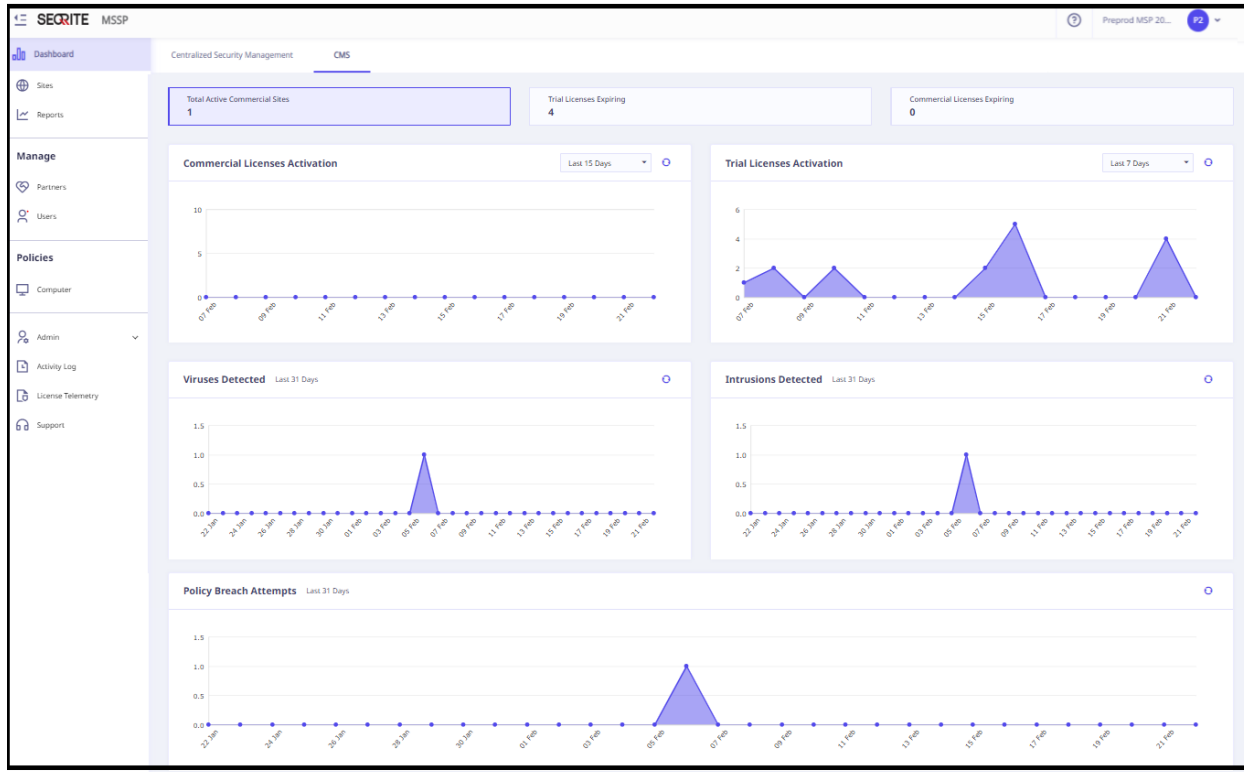 SEQRITE MSSP
Preprod MSP 20... P2
Dashboard
Sites
Reports
Manage
Partners
Users
Policies
Computer
Admin
Activity Log
License Telemetry
Support
Centralized Security Management CMS
Total Active Commercial Sites
1
Trial Licenses Expiring
4
Commercial Licenses Expiring
0
Commercial Licenses Activation Last 15 Days
10
5
0
07 Feb 09 Feb 11 Feb 13 Feb 15 Feb 17 Feb 19 Feb 21 Feb
Trial Licenses Activation Last 7 Days
6
4
2
0
07 Feb 09 Feb 11 Feb 13 Feb 15 Feb 17 Feb 19 Feb 21 Feb
Viruses Detected Last 31 Days
1.5
1.0
0.5
0.0
22 Jan 24 Jan 26 Jan 28 Jan 30 Jan 01 Feb 03 Feb 05 Feb 07 Feb 09 Feb 11 Feb 13 Feb 15 Feb 17 Feb 19 Feb 21 Feb
Intrusions Detected Last 31 Days
1.5
1.0
0.5
0.0
22 Jan 24 Jan 26 Jan 28 Jan 30 Jan 01 Feb 03 Feb 05 Feb 07 Feb 09 Feb 11 Feb 13 Feb 15 Feb 17 Feb 19 Feb 21 Feb
Policy Breach Attempts Last 31 Days
1.5
1.0
0.5
0.0
22 Jan 24 Jan 26 Jan 28 Jan 30 Jan 01 Feb 03 Feb 05 Feb 07 Feb 09 Feb 11 Feb 13 Feb 15 Feb 17 Feb 19 Feb 21 Feb